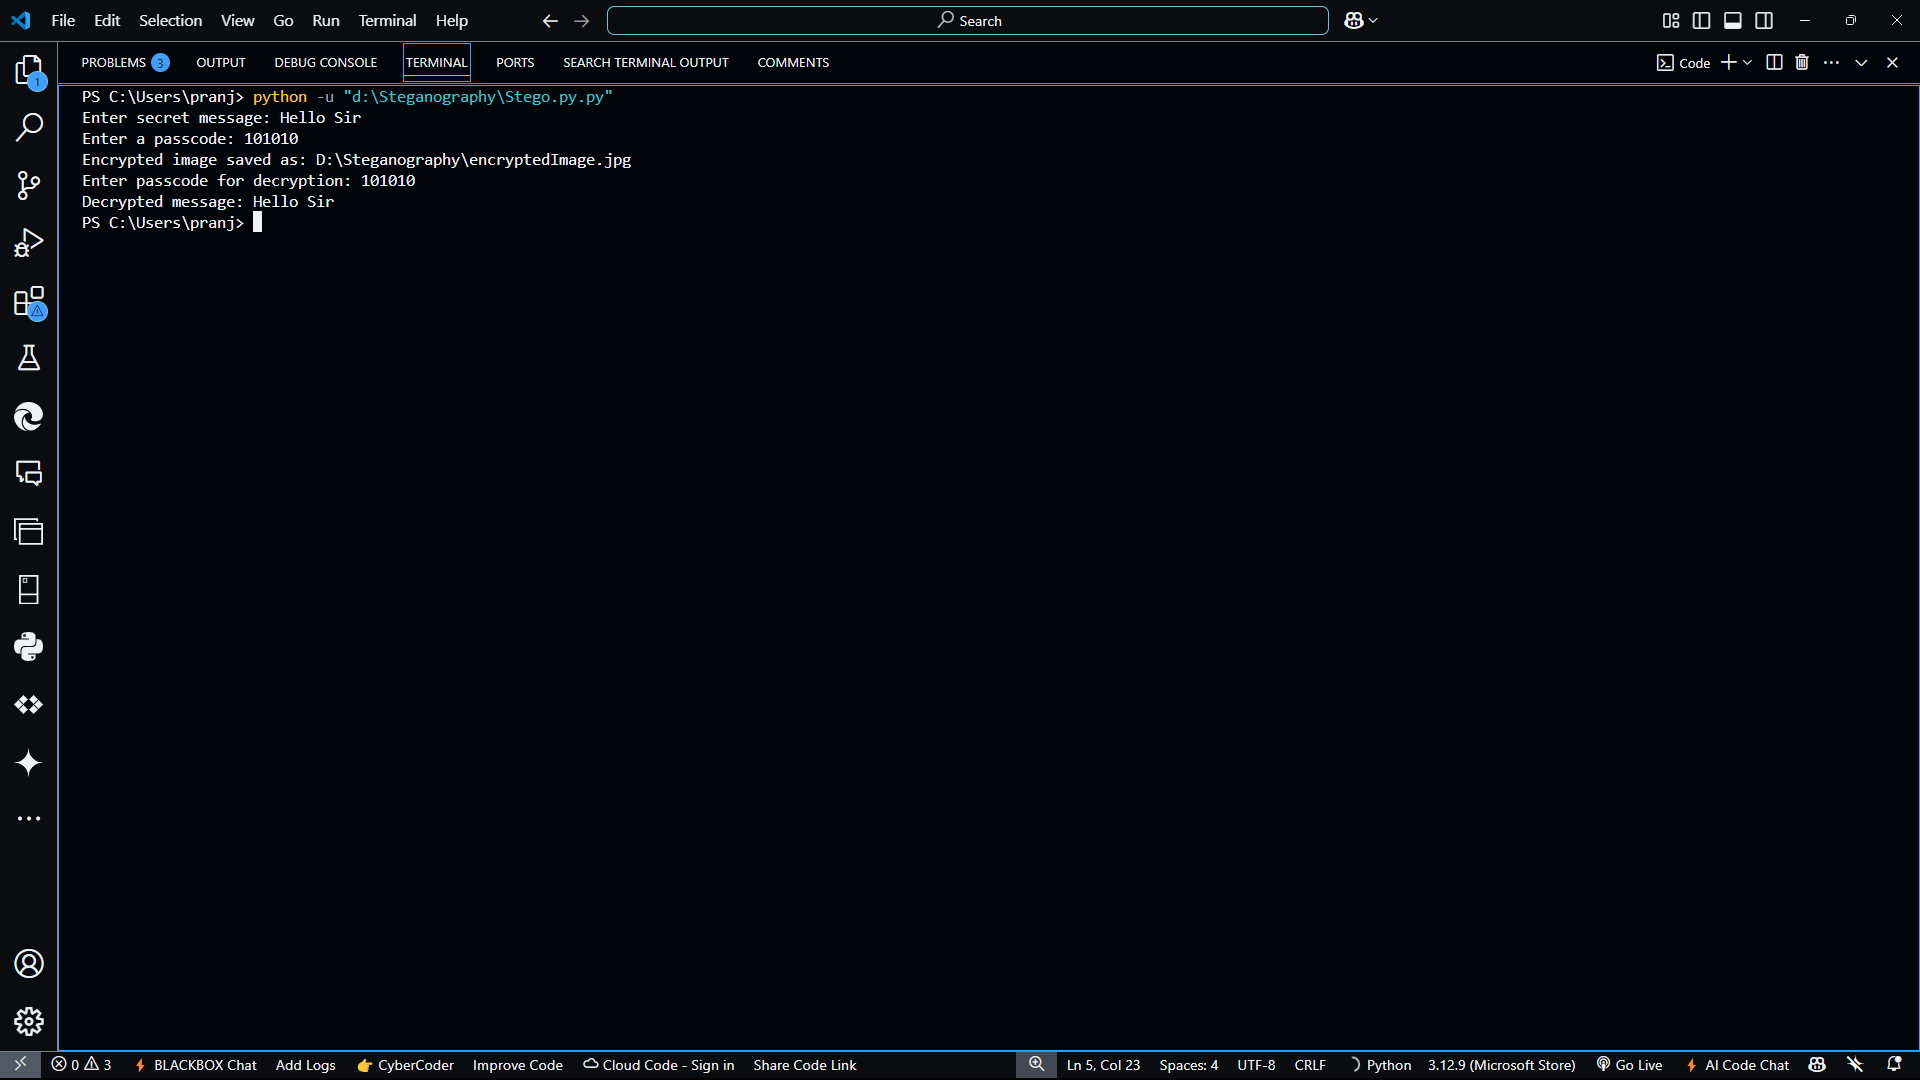 File Edit Selection View Go Run Terminal Help Search
PROBLEMS 3 OUTPUT DEBUG CONSOLE TERMINAL PORTS SEARCH TERMINAL OUTPUT COMMENTS Code
1
PS C:\Users\pranj> python -u "d:\Steganography\Stego.py.py"
Enter secret message: Hello Sir
Enter a passcode: 101010
Encrypted image saved as: D:\Steganography\encryptedImage.jpg
Enter passcode for decryption: 101010
Decrypted message: Hello Sir
PS C:\Users\pranj>
0 3 BLACKBOX Chat Add Logs CyberCoder Improve Code Cloud Code - Sign in Share Code Link Ln 5, Col 23 Spaces: 4 UTF-8 CRLF Python 3.12.9 (Microsoft Store) Go Live AI Code Chat